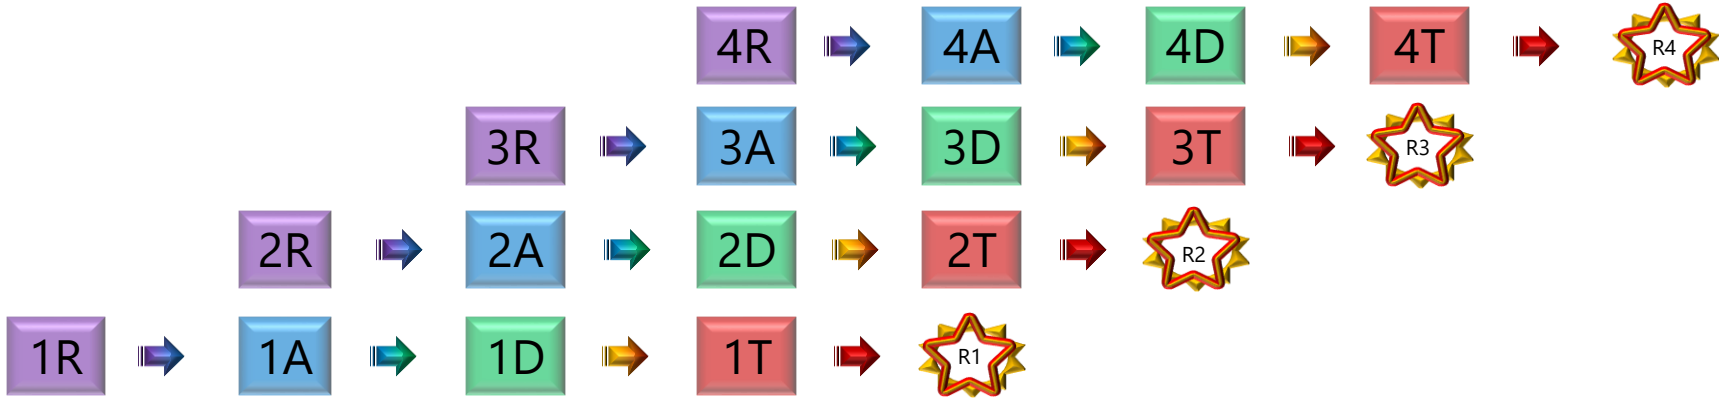 4R 4A 4D 4T R4
3R 3A 3D 3T R3
2R 2A 2D 2T R2
1R 1A 1D 1T R1